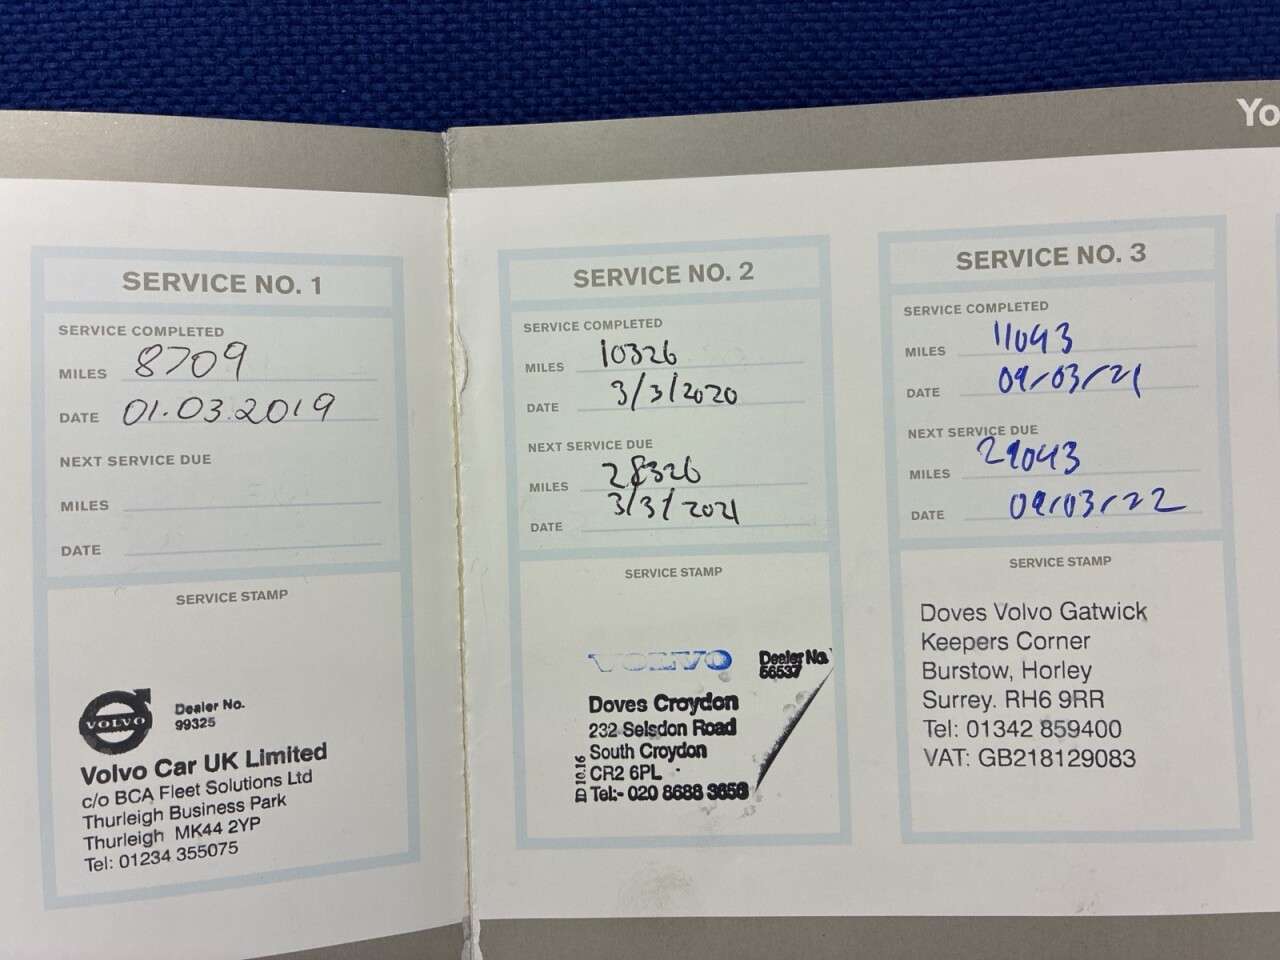 Yo
SERVICE NO. 1
SERVICE COMPLETED
MILES 8709
DATE 01.03.2019
NEXT SERVICE DUE
MILES
DATE
SERVICE STAMP
VOLVO
Dealer No.
99325
Volvo Car UK Limited
c/o BCA Fleet Solutions Ltd
Thurleigh Business Park
Thurleigh MK44 2YP
Tel: 01234 355075
SERVICE NO. 2
SERVICE COMPLETED
MILES 10326
DATE 3/3/2020
NEXT SERVICE DUE
MILES 28326
DATE 3/3/2021
SERVICE STAMP
VOLVO
Dealer No.
56537
Doves Croydon
232 Selsdon Road
South Croydon
CR2 6PL
Tel:- 020 8688 3653
D 10.16
SERVICE NO. 3
SERVICE COMPLETED
MILES 11043
DATE 09/03/21
NEXT SERVICE DUE
MILES 29043
DATE 09/03/22
SERVICE STAMP
Doves Volvo Gatwick
Keepers Corner
Burstow, Horley
Surrey. RH6 9RR
Tel: 01342 859400
VAT: GB218129083